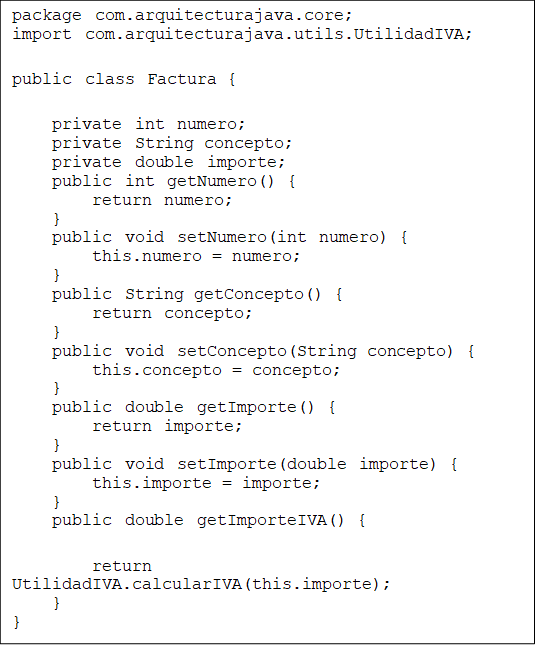 package com.arquitecturajava.core;
import com.arquitecturajava.utils.UtilidadIVA;
public class Factura {
private int numero;
private String concepto;
private double importe;
public int getNumero() {
return numero;
}
public void setNumero(int numero) {
this.numero = numero;
}
public String getConcepto() {
return concepto;
}
public void setConcepto(String concepto) {
this.concepto = concepto;
}
public double getImporte() {
return importe;
}
public void setImporte(double importe) {
this.importe = importe;
}
public double getImporteIVA() {
return
UtilidadIVA.calcularIVA(this.importe);
}
}